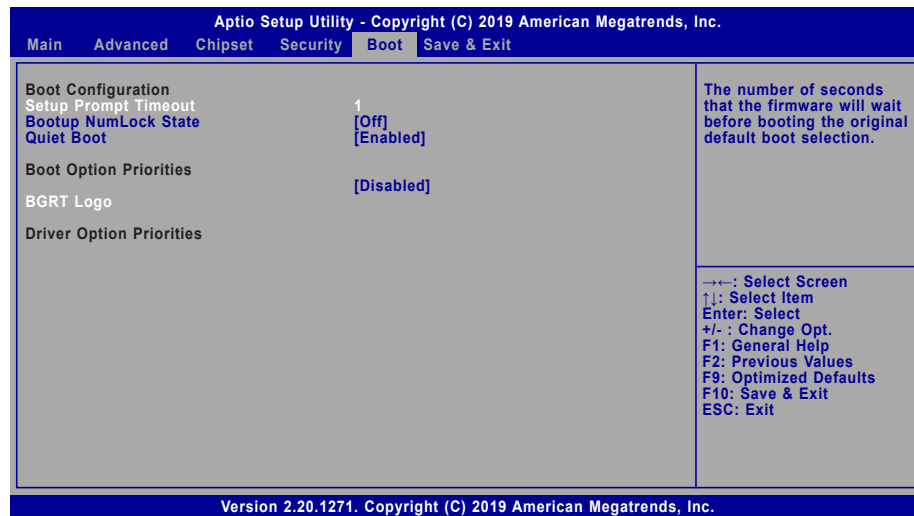 Aptio Setup Utility - Copyright (C) 2019 American Megatrends, Inc.
Main Advanced Chipset Security Boot Save & Exit
Boot Configuration
Setup Prompt Timeout 1
Bootup NumLock State [Off]
Quiet Boot [Enabled]
Boot Option Priorities
[Disabled]
BGRT Logo
Driver Option Priorities
The number of seconds
that the firmware will wait
before booting the original
default boot selection.
→←: Select Screen
↑↓: Select Item
Enter: Select
+/- : Change Opt.
F1: General Help
F2: Previous Values
F9: Optimized Defaults
F10: Save & Exit
ESC: Exit
Version 2.20.1271. Copyright (C) 2019 American Megatrends, Inc.